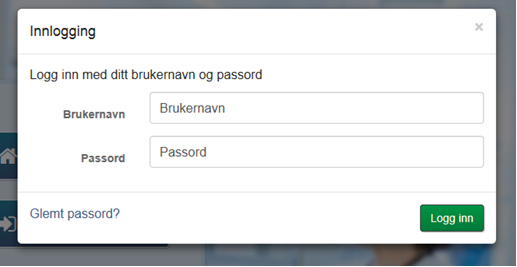 Innlogging
×
Logg inn med ditt brukernavn og passord
Brukernavn Brukernavn
Passord Passord
Glemt passord? Logg inn